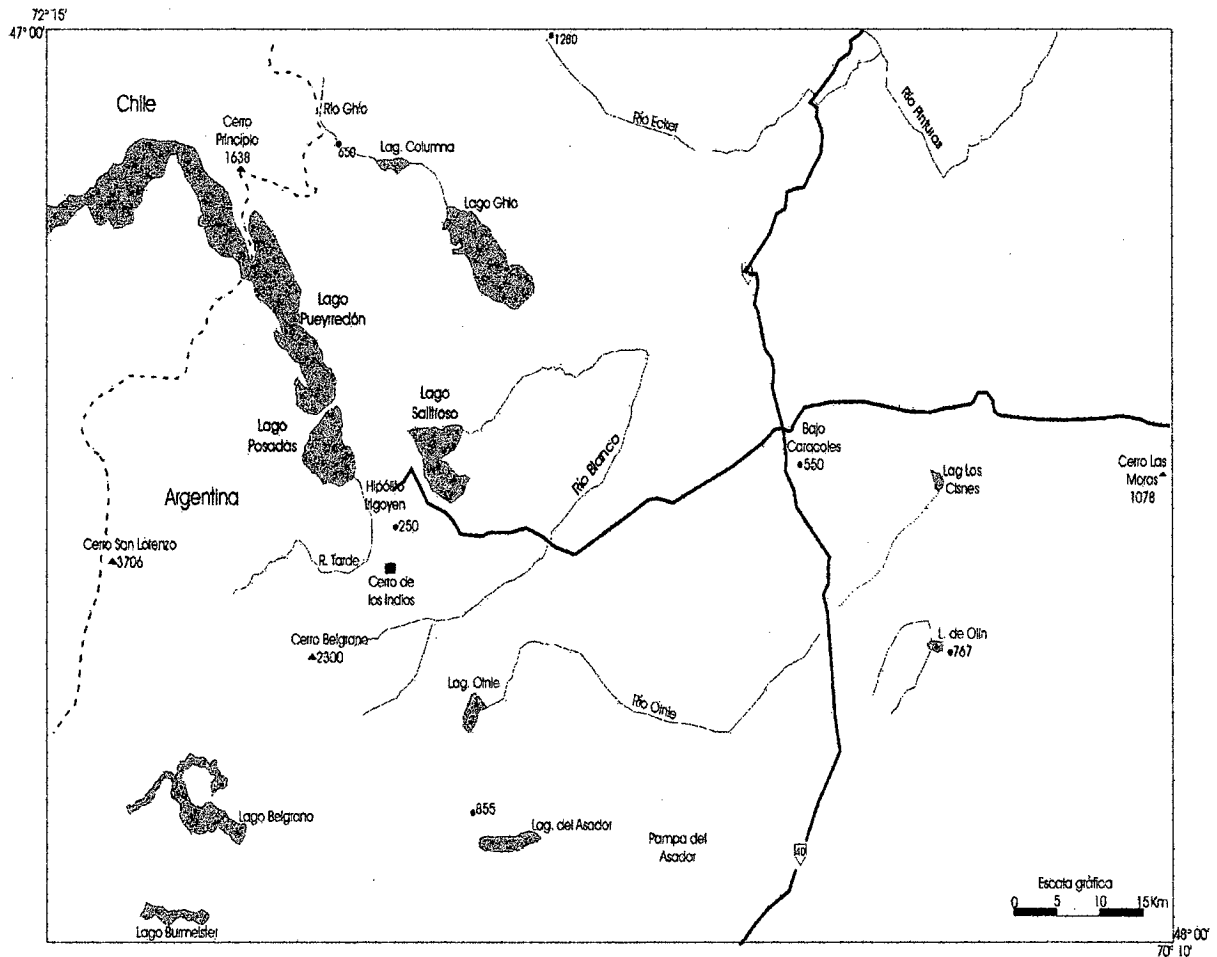 72° 15'
47° 00'
1280
Chile
Río Ghío
Cerro
Principio
1638
650
Lag. Columna
Río Ecker
Río Pinturas
Lago Ghío
40
Lago
Pueyrredón
Lago
Salitroso
Lago
Posadas
Río Blanco
Bajo
Caracoles
550
Lag Los
Cisnes
Cerro Las
Moras
1078
Argentina
Hipólito
Irigoyen
250
Cerro San Lorenzo
3706
R. Tarde
Cerro de
los Indios
Cerro Belgrano
2300
L. de Olin
767
Lag. Olnie
Río Olnie
Lago Belgrano
855
Lag. del Asador
Pampa del
Asador
40
Escala gráfica
0 5 10 15 Km
Lago Burmeister
48° 00'
70° 10'